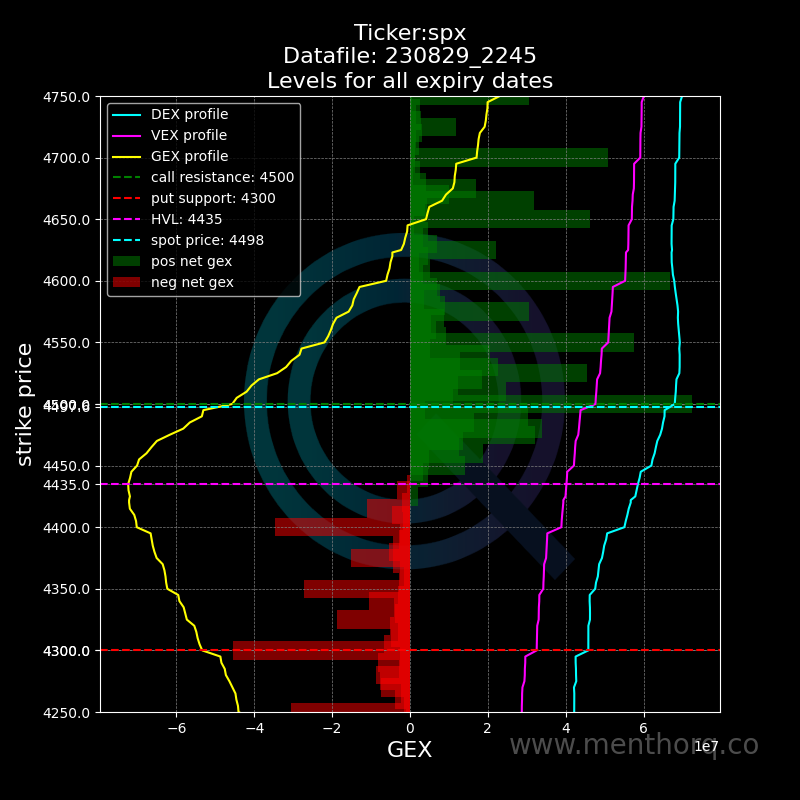 Ticker:spx
Datafile: 230829_2245
Levels for all expiry dates
DEX profile
VEX profile
GEX profile
call resistance: 4500
put support: 4300
HVL: 4435
spot price: 4498
pos net gex
neg net gex
strike price
4750.0
4700.0
4650.0
4600.0
4550.0
4450.0
4435.0
4400.0
4350.0
4300.0
4250.0
−6 −4 −2 0 2 4 6
1e7
GEX
www.menthorq.co